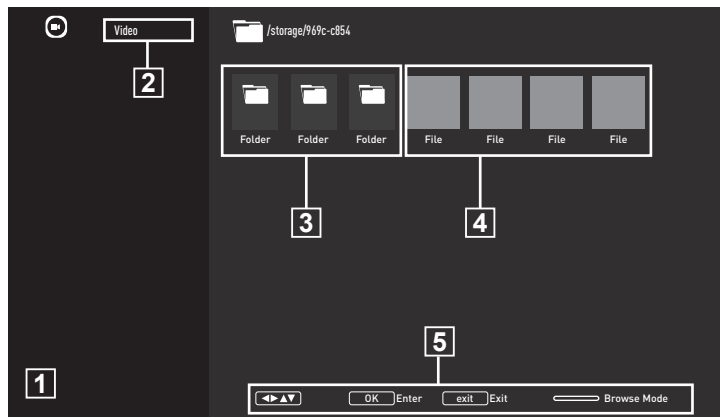 Video
/storage/969c-c854
2
Folder Folder Folder File File File File
3 4
5
1
◀▶▲▼ OK Enter exit Exit Browse Mode